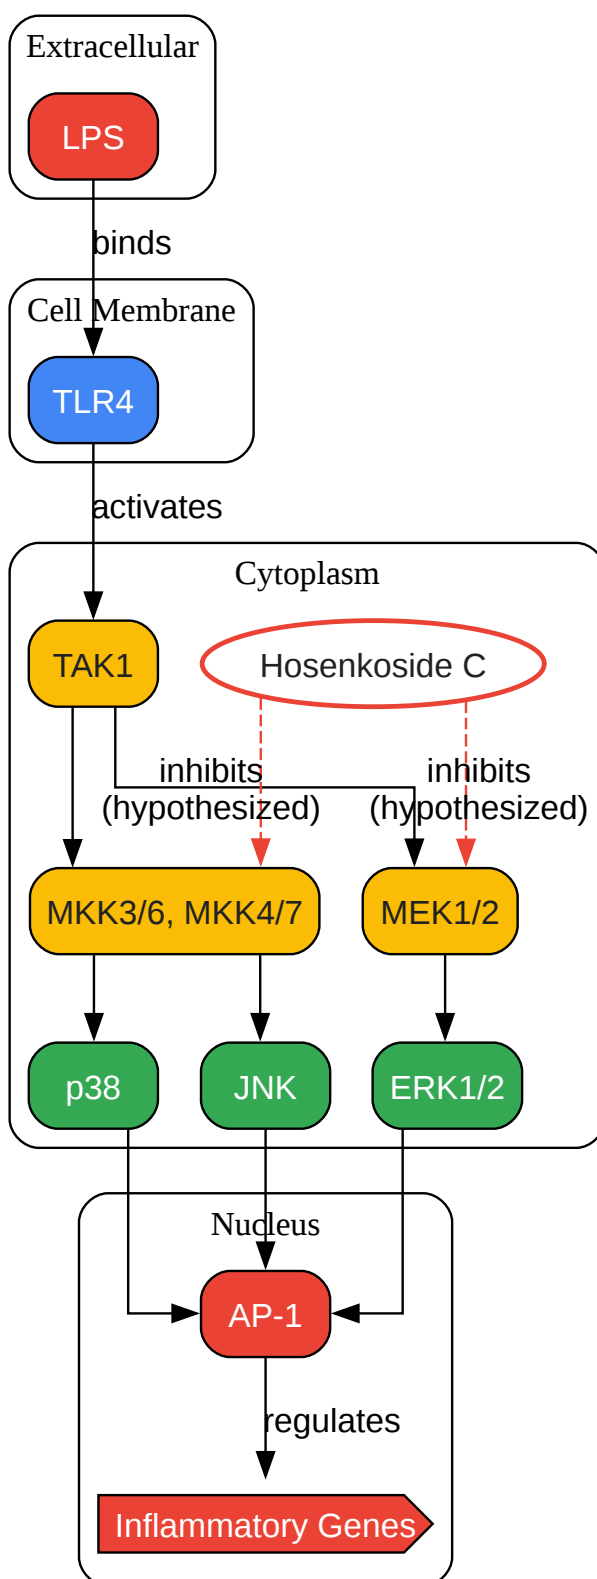 Extracellular
LPS
binds
Cell Membrane
TLR4
activates
Cytoplasm
TAK1
Hosenkoside C
inhibits
(hypothesized)
inhibits
(hypothesized)
MKK3/6, MKK4/7
MEK1/2
p38
JNK
ERK1/2
Nucleus
AP-1
regulates
Inflammatory Genes